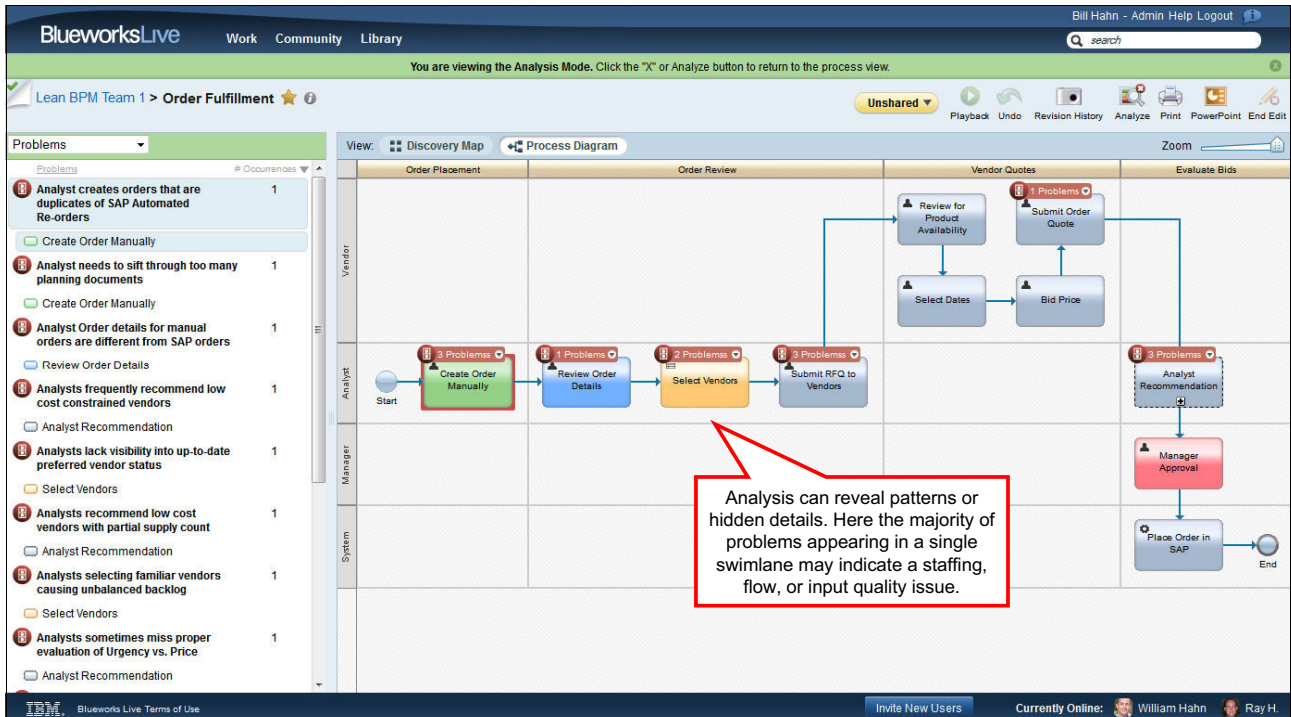 Bill Hahn - Admin Help Logout
BlueworksLive Work Community Library
search
You are viewing the Analysis Mode. Click the "X" or Analyze button to return to the process view.
Lean BPM Team 1 > Order Fulfillment
Unshared
Playback Undo Revision History Analyze Print PowerPoint End Edit
Problems
View: Discovery Map Process Diagram
Zoom
Problems # Occurrences
Analyst creates orders that are 1
duplicates of SAP Automated
Re-orders
Create Order Manually
Analyst needs to sift through too many 1
planning documents
Create Order Manually
Analyst Order details for manual 1
orders are different from SAP orders
Review Order Details
Analysts frequently recommend low 1
cost constrained vendors
Analyst Recommendation
Analysts lack visibility into up-to-date 1
preferred vendor status
Select Vendors
Analysts recommend low cost 1
vendors with partial supply count
Analyst Recommendation
Analysts selecting familiar vendors 1
causing unbalanced backlog
Select Vendors
Analysts sometimes miss proper 1
evaluation of Urgency vs. Price
Analyst Recommendation
Order Placement Order Review Vendor Quotes Evaluate Bids
Vendor
Review for
Product
Availability
1 Problems
Submit Order
Quote
Select Dates
Bid Price
Analyst
Start
3 Problemss
Create Order
Manually
1 Problems
Review Order
Details
2 Problemss
Select Vendors
3 Problemss
Submit RFQ to
Vendors
3 Problemss
Analyst
Recommendation
Manager
Manager
Approval
System
Place Order in
SAP
End
Analysis can reveal patterns or
hidden details. Here the majority of
problems appearing in a single
swimlane may indicate a staffing,
flow, or input quality issue.
IBM. Blueworks Live Terms of Use
Invite New Users
Currently Online: William Hahn Ray H.